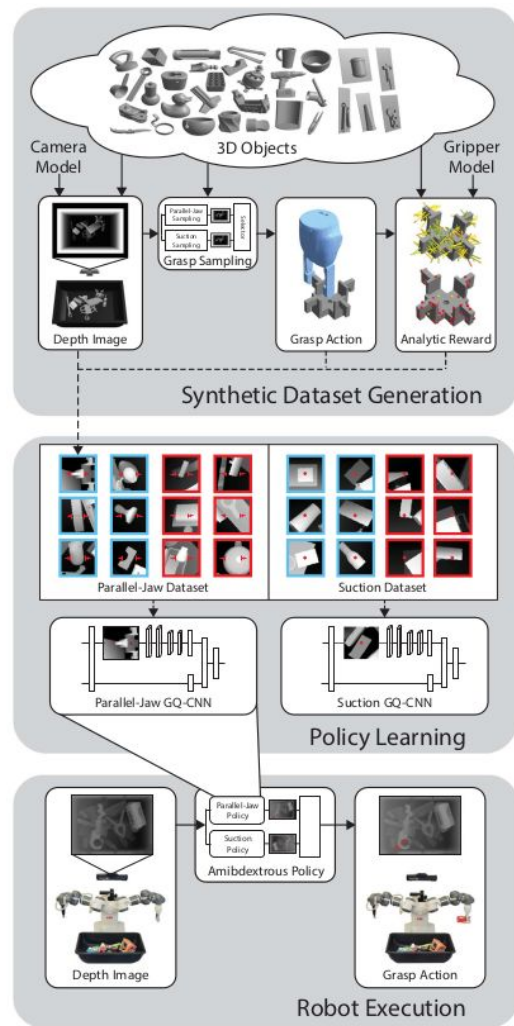 3D Objects
Camera
Model
Gripper
Model
Parallel-Jaw
Sampling
Suction
Sampling
Selector
Depth Image
Grasp Sampling
Grasp Action
Analytic Reward
Synthetic Dataset Generation
Parallel-Jaw Dataset
Suction Dataset
Parallel-Jaw GQ-CNN
Suction GQ-CNN
Policy Learning
Parallel-Jaw
Policy
Suction
Policy
Amibdextrous Policy
Depth Image
Grasp Action
Robot Execution